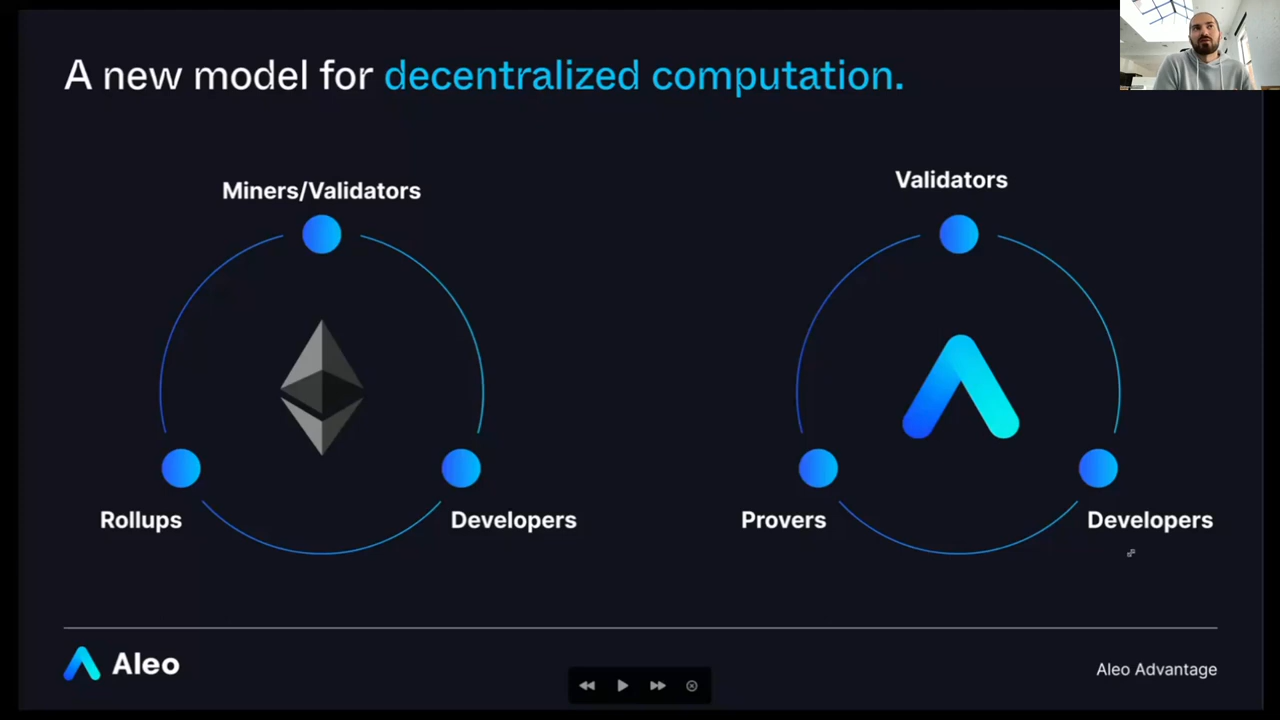 A new model for decentralized computation.
Miners/Validators
Rollups
Developers
Validators
Provers
Developers
Aleo
Aleo Advantage